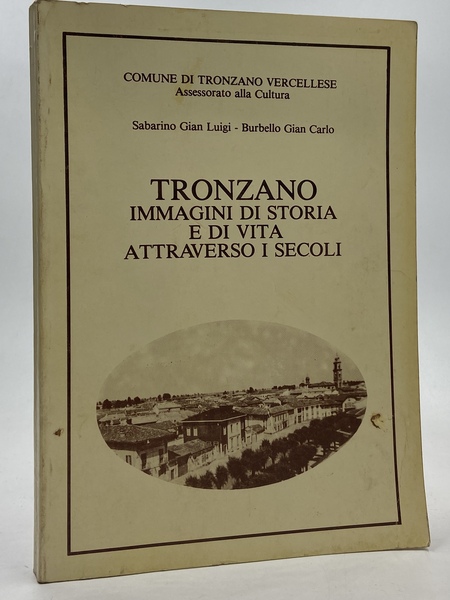 COMUNE DI TRONZANO VERCELLESE
Assessorato alla Cultura
Sabarino Gian Luigi - Burbello Gian Carlo
TRONZANO
IMMAGINI DI STORIA
E DI VITA
ATTRAVERSO I SECOLI